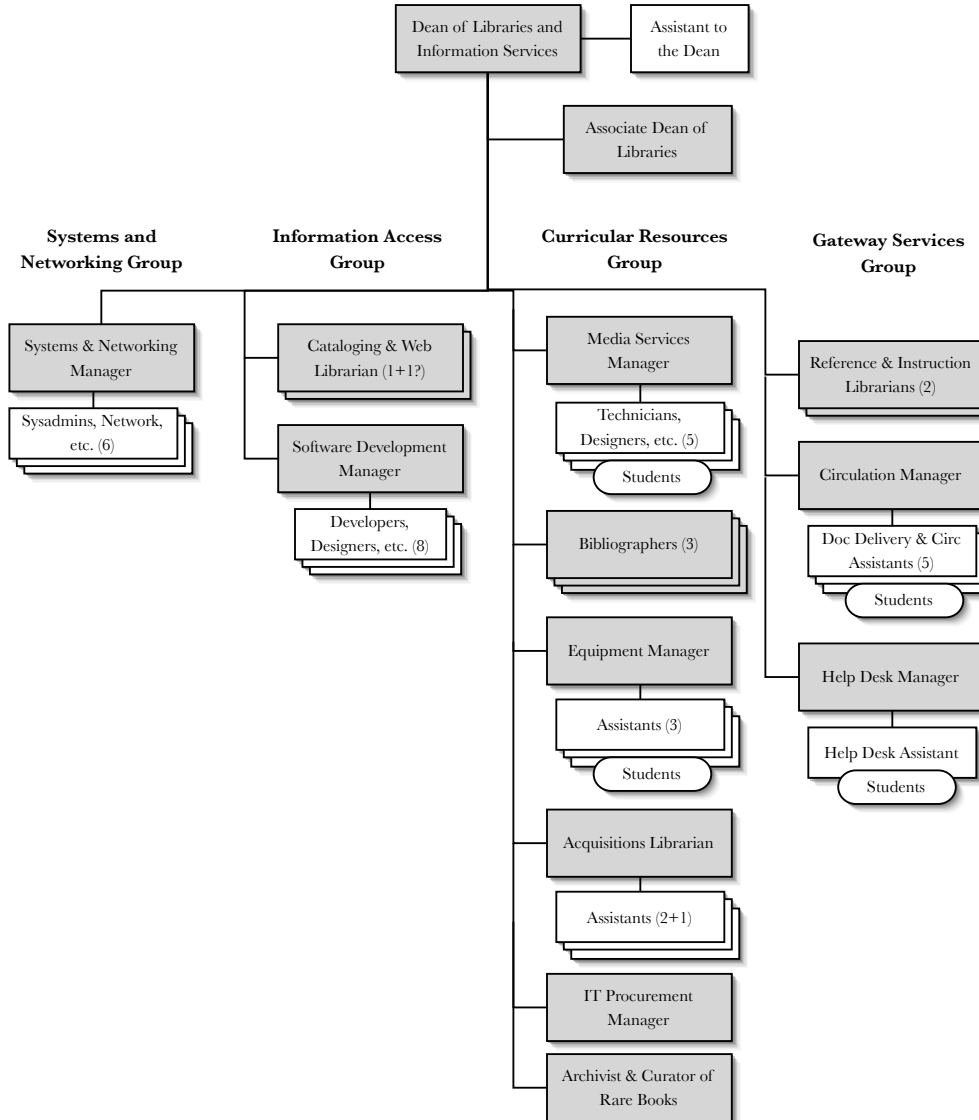 Dean of Libraries and
Information Services
Assistant to
the Dean
Associate Dean of
Libraries
Systems and
Networking Group
Information Access
Group
Curricular Resources
Group
Gateway Services
Group
Systems & Networking
Manager
Sysadmins, Network,
etc. (6)
Cataloging & Web
Librarian (1+1?)
Software Development
Manager
Developers,
Designers, etc. (8)
Media Services
Manager
Technicians,
Designers, etc. (5)
Students
Bibliographers (3)
Equipment Manager
Assistants (3)
Students
Acquisitions Librarian
Assistants (2+1)
IT Procurement
Manager
Archivist & Curator of
Rare Books
Reference & Instruction
Librarians (2)
Circulation Manager
Doc Delivery & Circ
Assistants (5)
Students
Help Desk Manager
Help Desk Assistant
Students